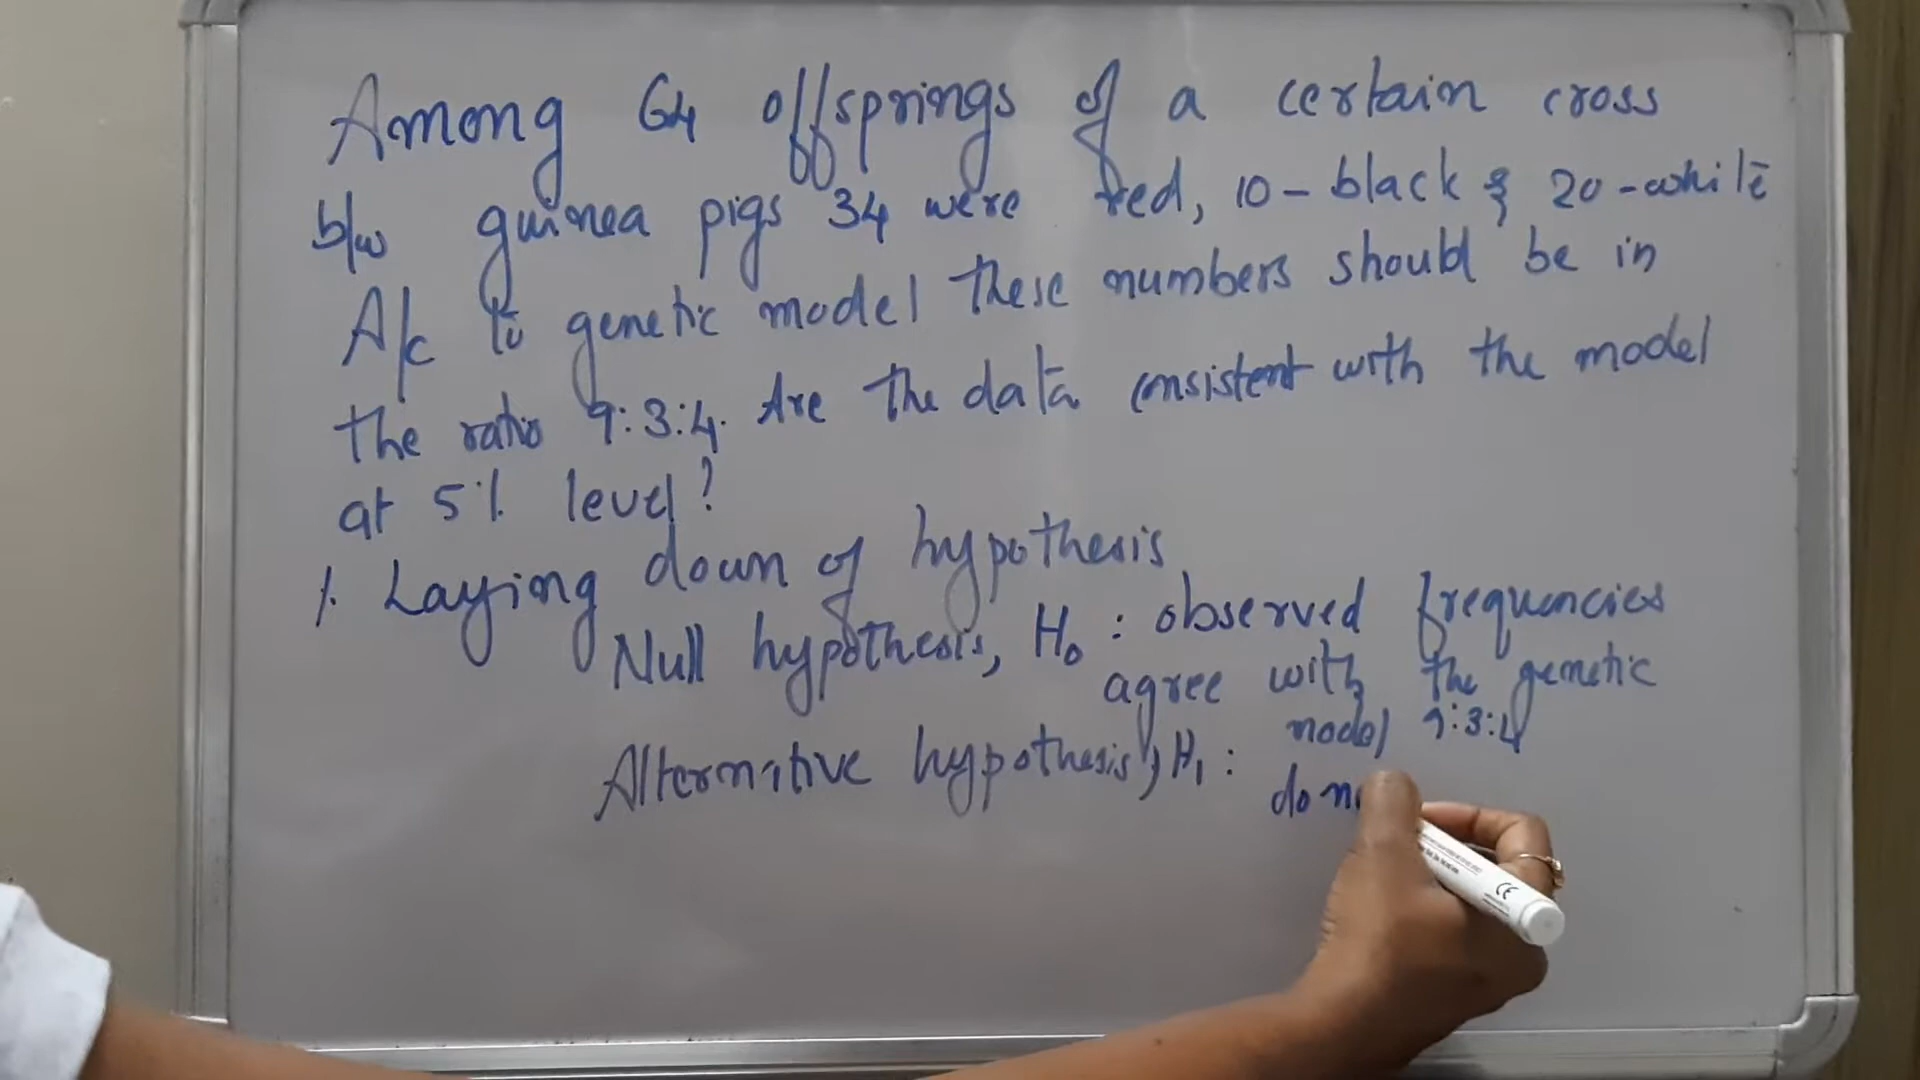 Among 64 offsprings of a certain cross
b/w guinea pigs 34 were red, 10-black & 20-white
A/c to genetic model these numbers should be in
the ratio 9:3:4. Are the data consistent with the model
at 5% level?
1. Laying down of hypothesis
Null hypothesis, H0 : observed frequencies
agree with the genetic
model 9:3:4
Alternative hypothesis, H1 :
do
CE